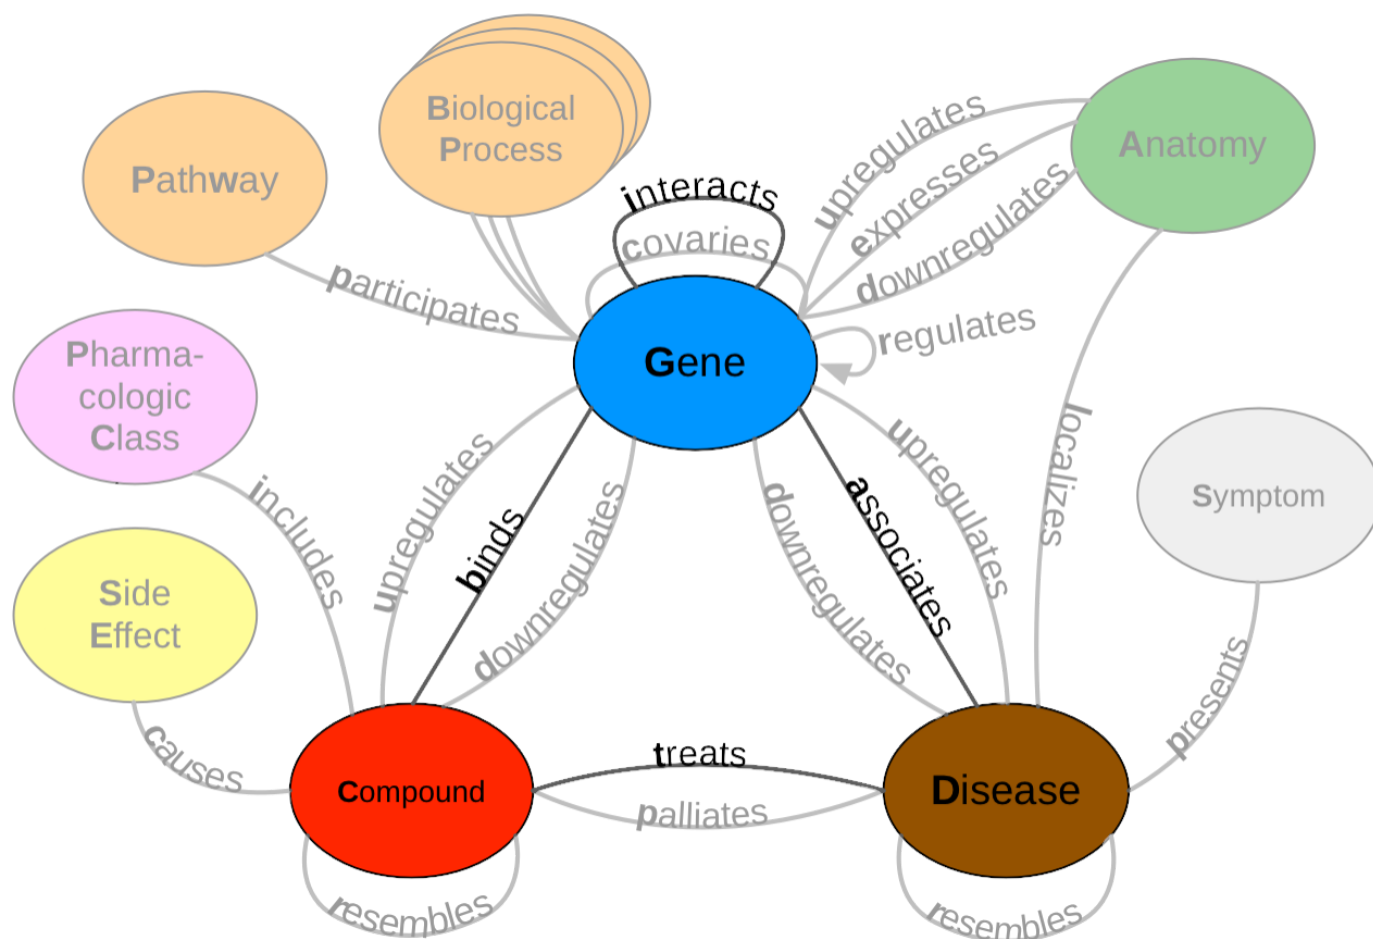 Biological
Process
Pathway
Anatomy
upregulates
expresses
downregulates
interacts
covaries
participates
regulates
Gene
Pharma-
cologic
Class
includes
upregulates
binds
downregulates
downregulates
associates
upregulates
localizes
Symptom
presents
Side
Effect
causes
Compound
treats
palliates
Disease
resembles
resembles